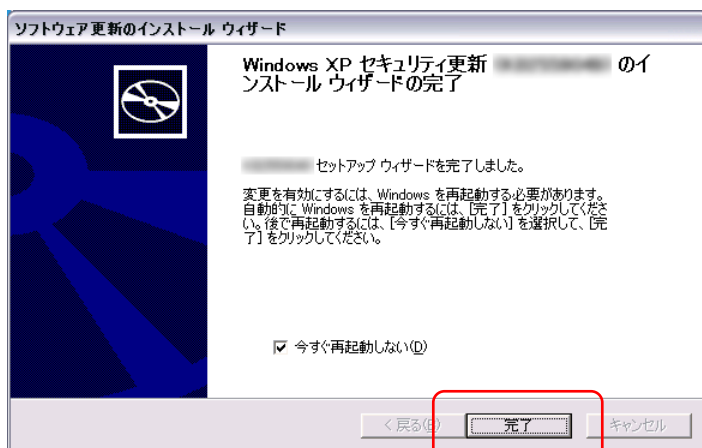 ソフトウェア更新のインストール ウィザード
Windows XP セキュリティ更新 のイ
ンストール ウィザードの完了
セットアップ ウィザードを完了しました。
変更を有効にするには、Windows を再起動する必要があります。
自動的に Windows を再起動するには、[完了] をクリックしてくださ
い。後で再起動するには、[今すぐ再起動しない] を選択して、[完
了] をクリックしてください。
今すぐ再起動しない(D)
< 戻る(B) 完了 キャンセル